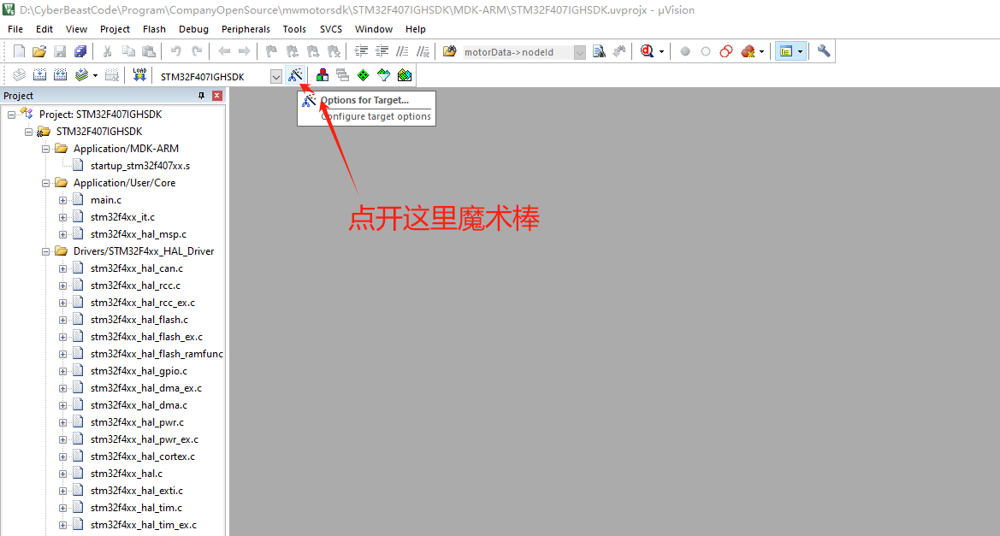 D:\CyberBeastCode\Program\CompanyOpenSource\mwmotorsdk\STM32F407IGHSDK\MDK-ARM\STM32F407IGHSDK.uvprojx - µVision
File Edit View Project Flash Debug Peripherals Tools SVCS Window Help
motorData->nodeId
LOAD STM32F407IGHSDK
Project
Options for Target...
Configure target options
Project: STM32F407IGHSDK
STM32F407IGHSDK
Application/MDK-ARM
startup_stm32f407xx.s
Application/User/Core
main.c
stm32f4xx_it.c
stm32f4xx_hal_msp.c
点开这里魔术棒
Drivers/STM32F4xx_HAL_Driver
stm32f4xx_hal_can.c
stm32f4xx_hal_rcc.c
stm32f4xx_hal_rcc_ex.c
stm32f4xx_hal_flash.c
stm32f4xx_hal_flash_ex.c
stm32f4xx_hal_flash_ramfunc
stm32f4xx_hal_gpio.c
stm32f4xx_hal_dma_ex.c
stm32f4xx_hal_dma.c
stm32f4xx_hal_pwr.c
stm32f4xx_hal_pwr_ex.c
stm32f4xx_hal_cortex.c
stm32f4xx_hal.c
stm32f4xx_hal_exti.c
stm32f4xx_hal_tim.c
stm32f4xx_hal_tim_ex.c